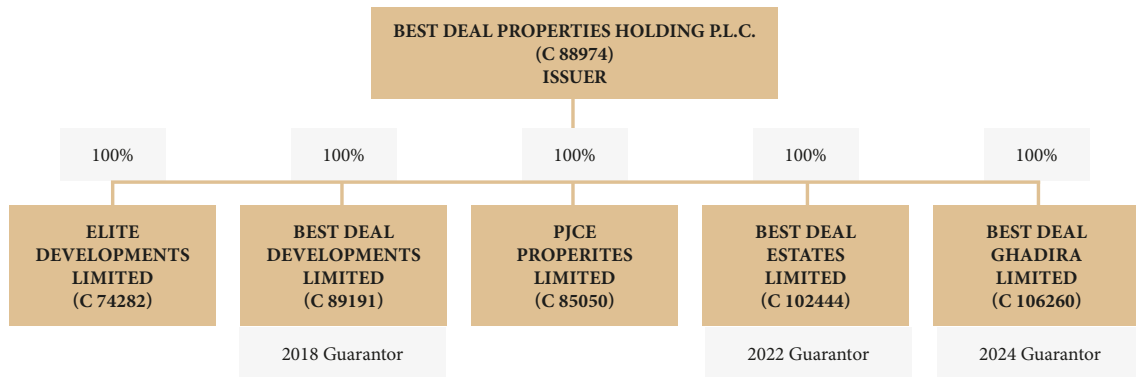 BEST DEAL PROPERTIES HOLDING P.L.C.
(C 88974)
ISSUER
100%
100%
100%
100%
100%
ELITE
DEVELOPMENTS
LIMITED
(C 74282)
BEST DEAL
DEVELOPMENTS
LIMITED
(C 89191)
PJCE
PROPERITES
LIMITED
(C 85050)
BEST DEAL
ESTATES
LIMITED
(C 102444)
BEST DEAL
GHADIRA
LIMITED
(C 106260)
2018 Guarantor
2022 Guarantor
2024 Guarantor